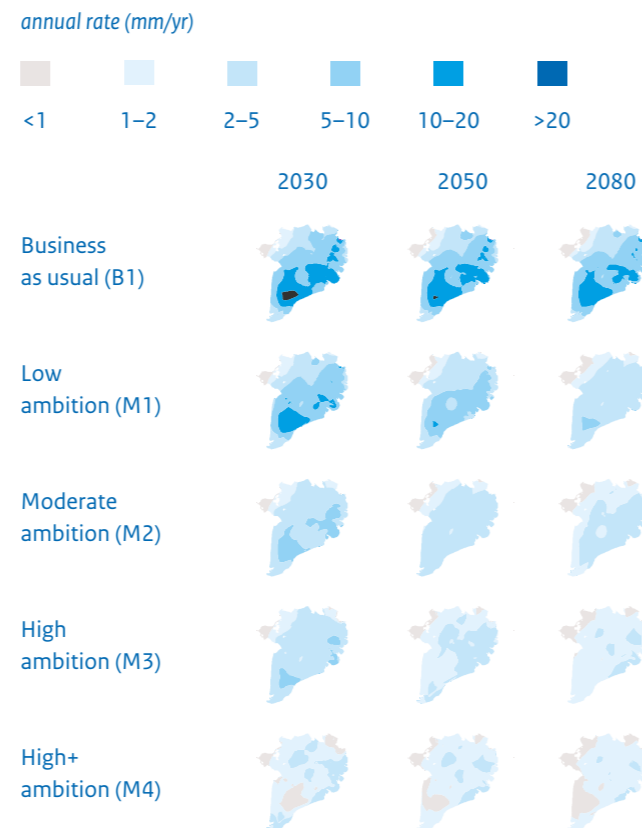 annual rate (mm/yr)
<1 1–2 2–5 5–10 10–20 >20
2030 2050 2080
Business
as usual (B1)
Low
ambition (M1)
Moderate
ambition (M2)
High
ambition (M3)
High+
ambition (M4)